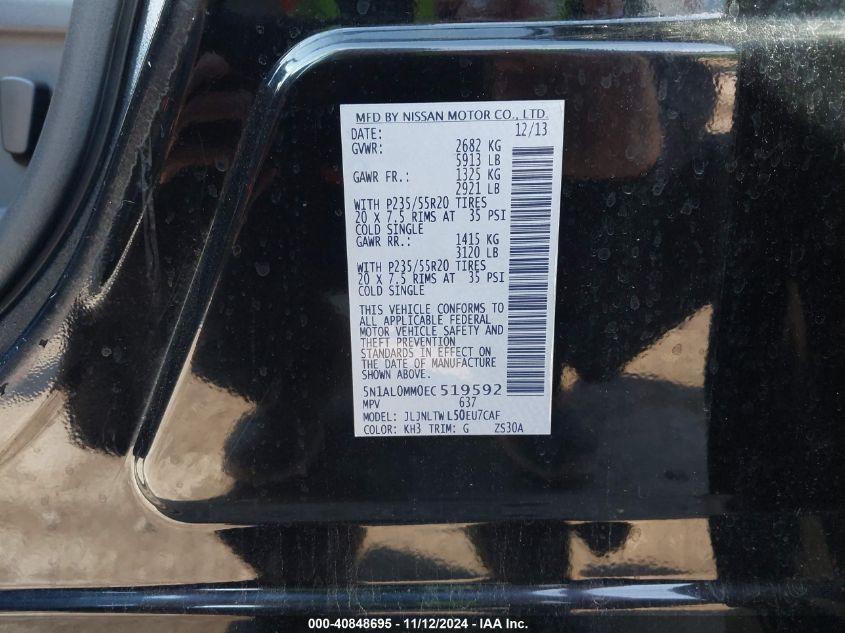 MFD BY NISSAN MOTOR CO., LTD.
DATE: 12/13
GVWR: 2682 KG
5913 LB
GAWR FR.: 1325 KG
2921 LB
WITH P235/55R20 TIRES
20 X 7.5 RIMS AT 35 PSI
COLD SINGLE
GAWR RR.: 1415 KG
3120 LB
WITH P235/55R20 TIRES
20 X 7.5 RIMS AT 35 PSI
COLD SINGLE
THIS VEHICLE CONFORMS TO
ALL APPLICABLE FEDERAL
MOTOR VEHICLE SAFETY AND
THEFT PREVENTION
STANDARDS IN EFFECT ON
THE DATE OF MANUFACTURE
SHOWN ABOVE.
5N1AL0MM0EC519592
MPV 637
MODEL: JLJNLTWL50EU7CAF
COLOR: KH3 TRIM: G ZS30A
000-40848695 - 11/12/2024 - IAA Inc.